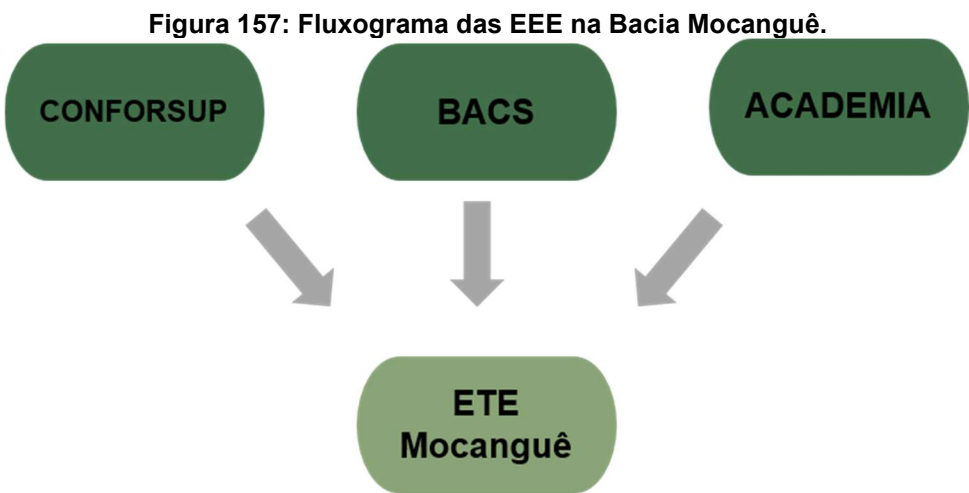 Figura 157: Fluxograma das EEE na Bacia Mocanguê.
CONFORSUP
BACS
ACADEMIA
ETE
Mocanguê